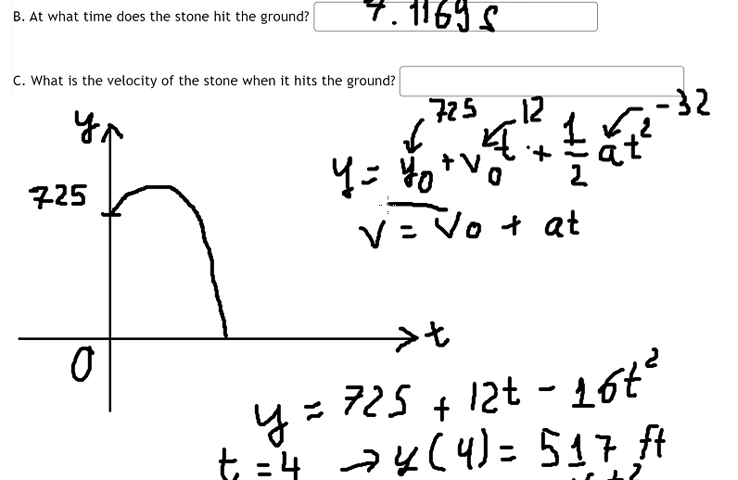 B. At what time does the stone hit the ground? 7.1169 s
C. What is the velocity of the stone when it hits the ground?
725 12 -32
y = y₀ + v₀t + 1/2 at²
v = v₀ + at
y
725
t
0
y = 725 + 12t - 16t²
t = 4 → y(4) = 517 ft